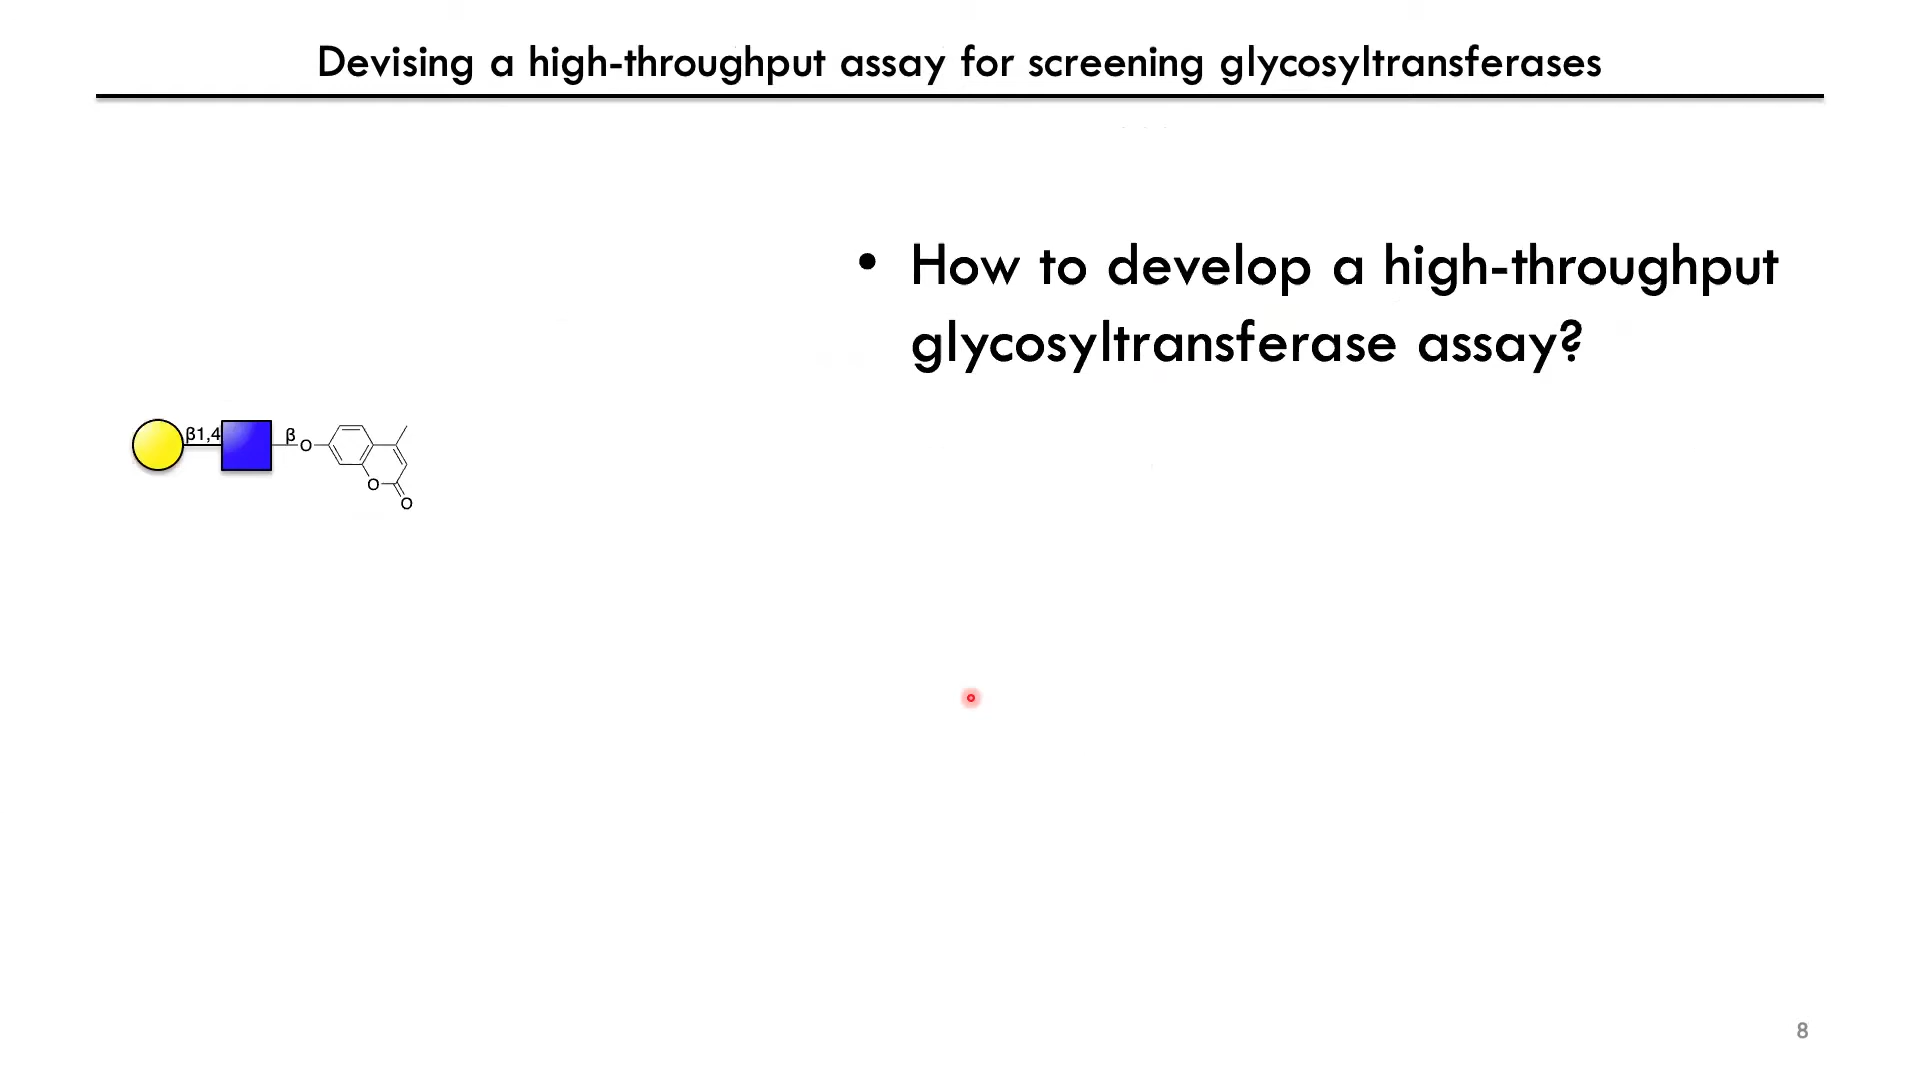 Devising a high-throughput assay for screening glycosyltransferases
• How to develop a high-throughput
glycosyltransferase assay?
β1,4 β O
O
O
8